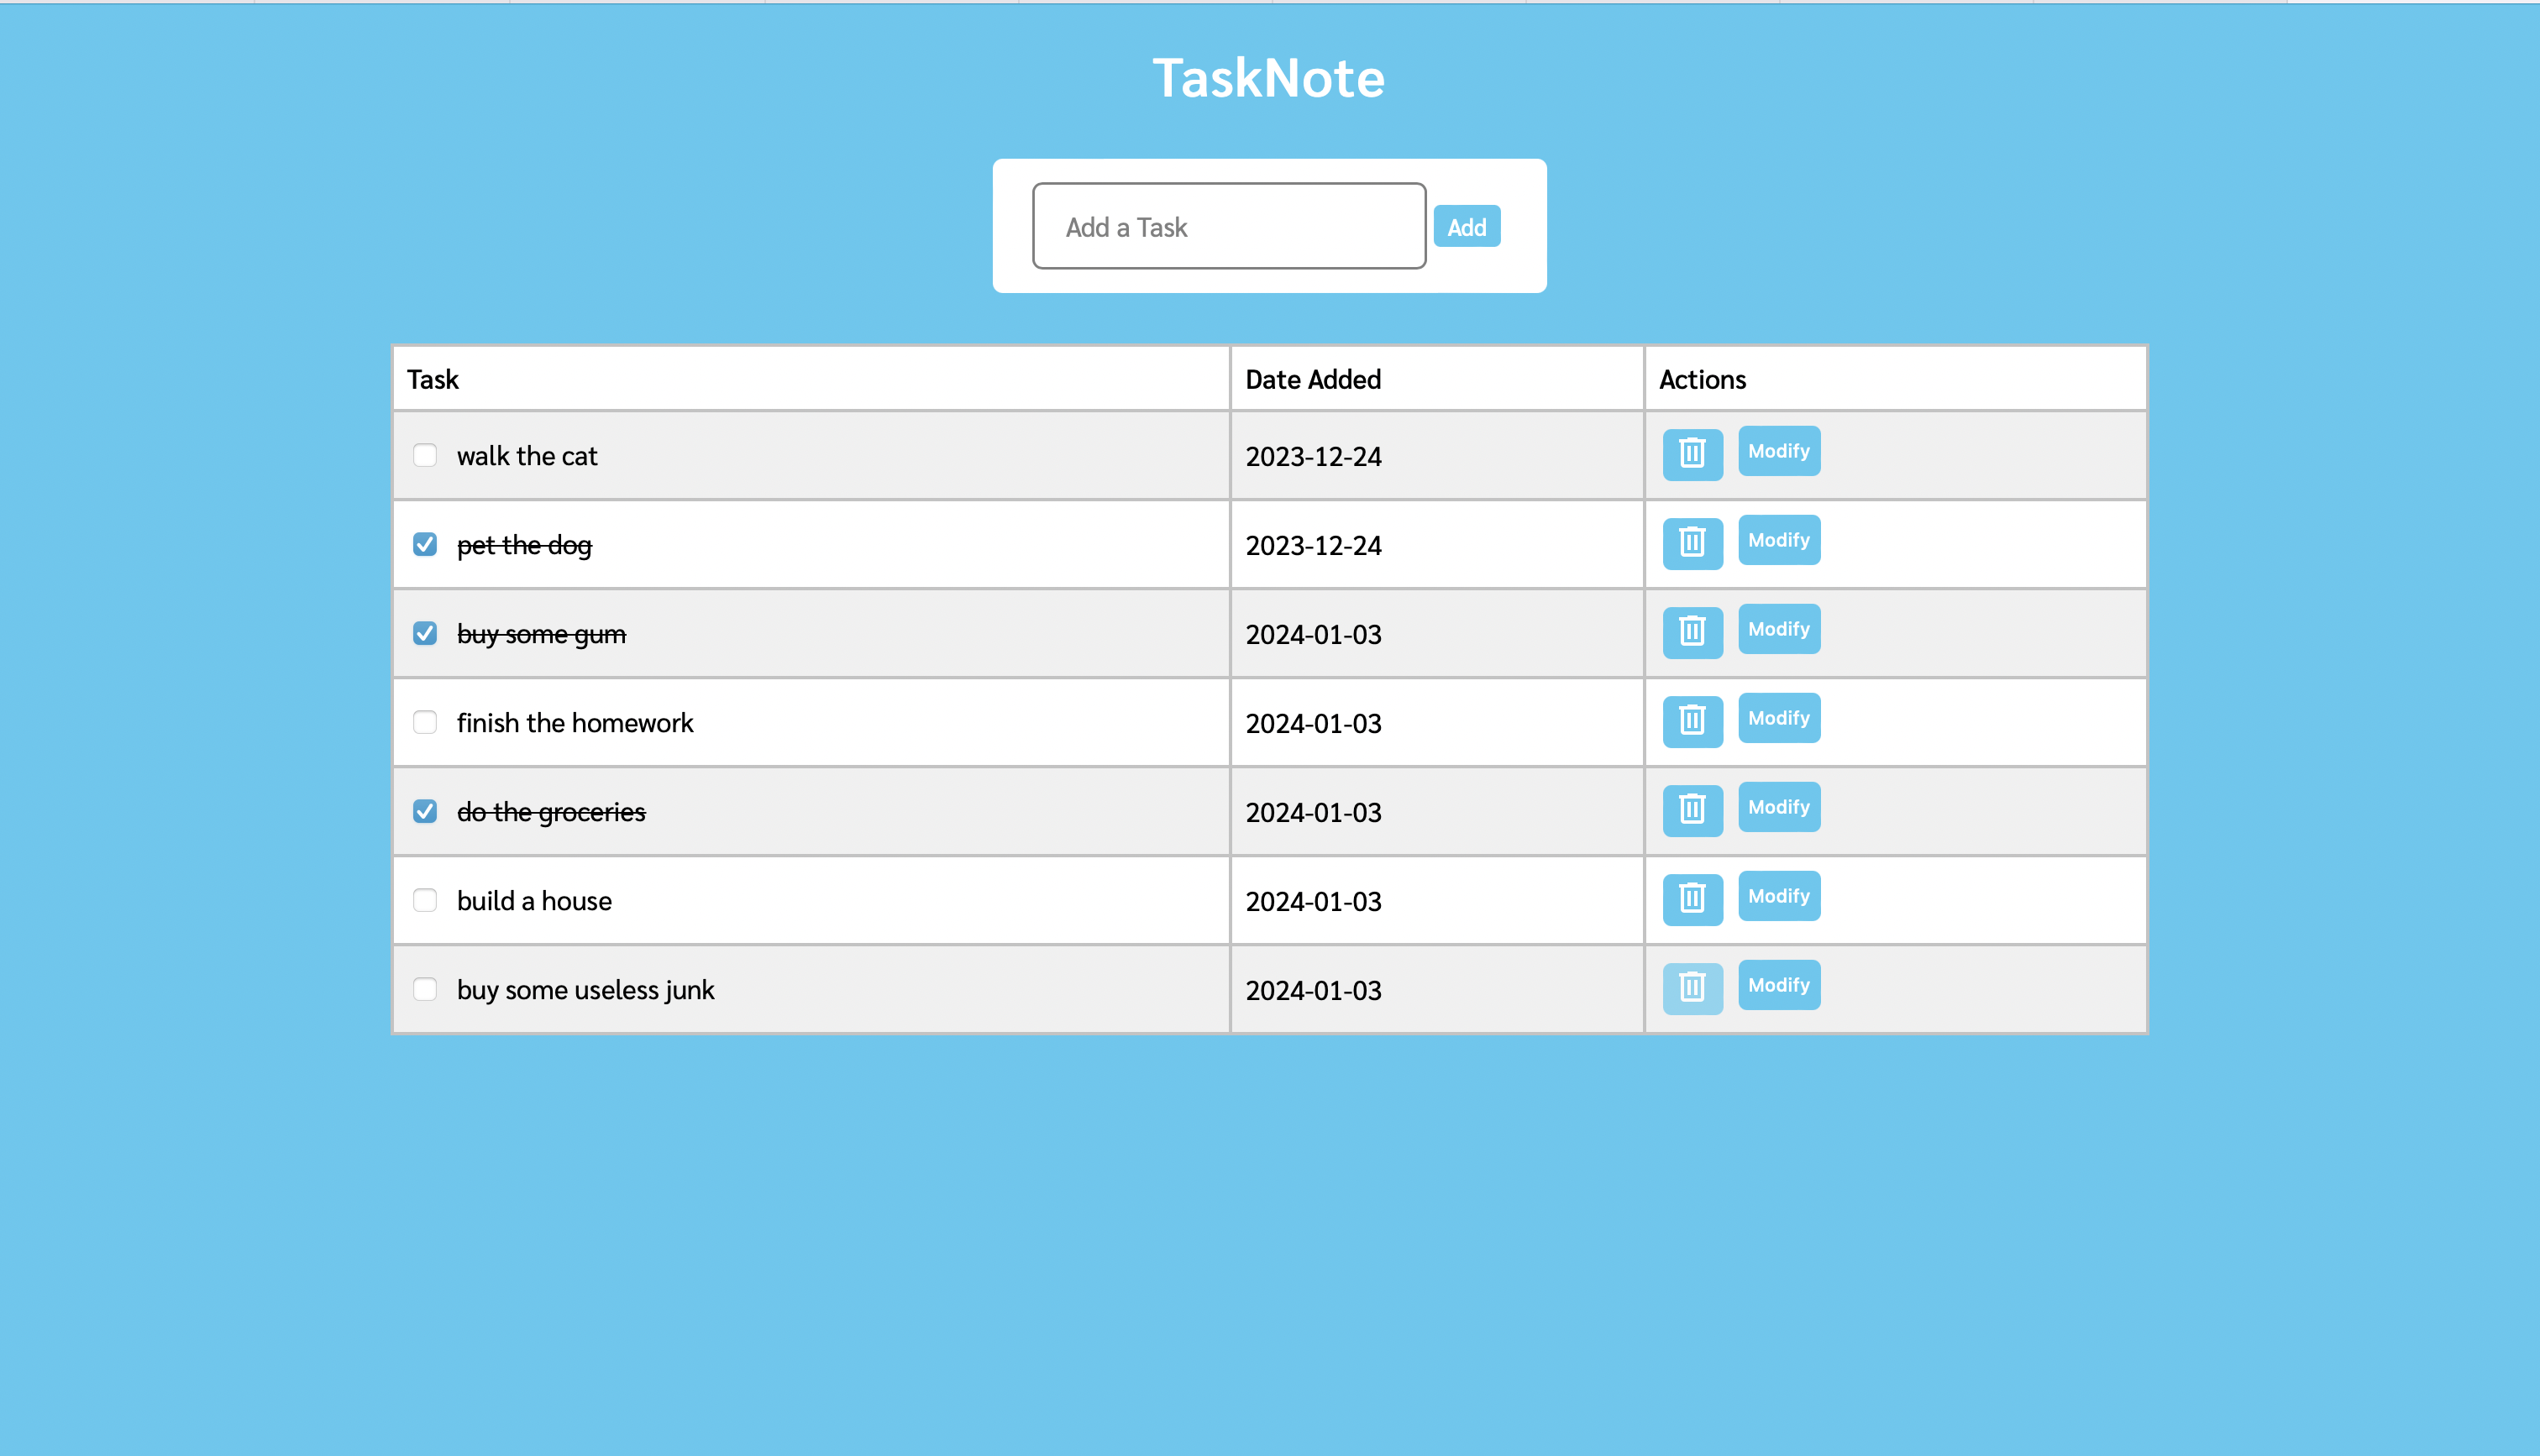 TaskNote
Add a Task Add
Task Date Added Actions
walk the cat 2023-12-24 Modify
pet the dog 2023-12-24 Modify
buy some gum 2024-01-03 Modify
finish the homework 2024-01-03 Modify
do the groceries 2024-01-03 Modify
build a house 2024-01-03 Modify
buy some useless junk 2024-01-03 Modify